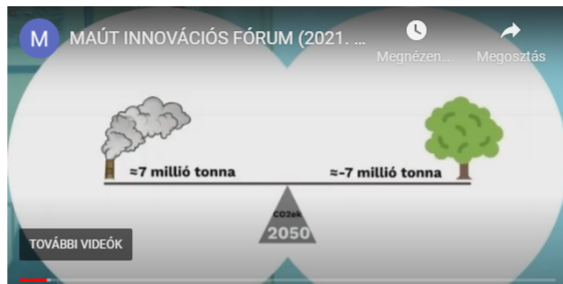 M MAÚT INNOVÁCIÓS FÓRUM (2021. ...
Megnézen... Megosztás
≈7 millió tonna ≈-7 millió tonna
CO2ek
2050
TOVÁBBI VIDEÓK